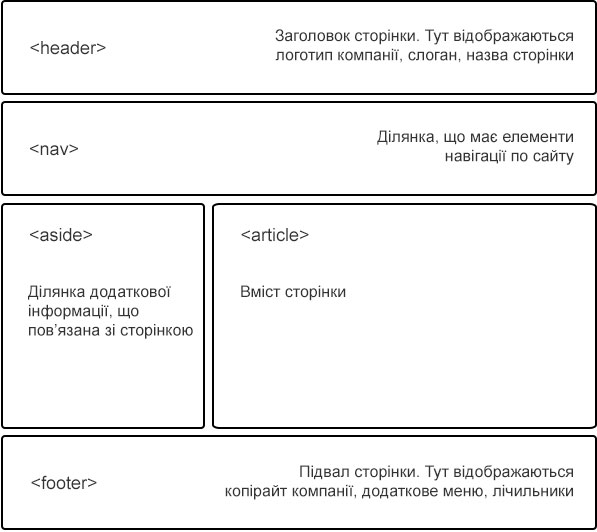 <header>
Заголовок сторінки. Тут відображаються
логотип компанії, слоган, назва сторінки
<nav>
Ділянка, що має елементи
навігації по сайту
<aside>
Ділянка додаткової
інформації, що
пов’язана зі сторінкою
<article>
Вміст сторінки
<footer>
Підвал сторінки. Тут відображаються
копірайт компанії, додаткове меню, лічильники